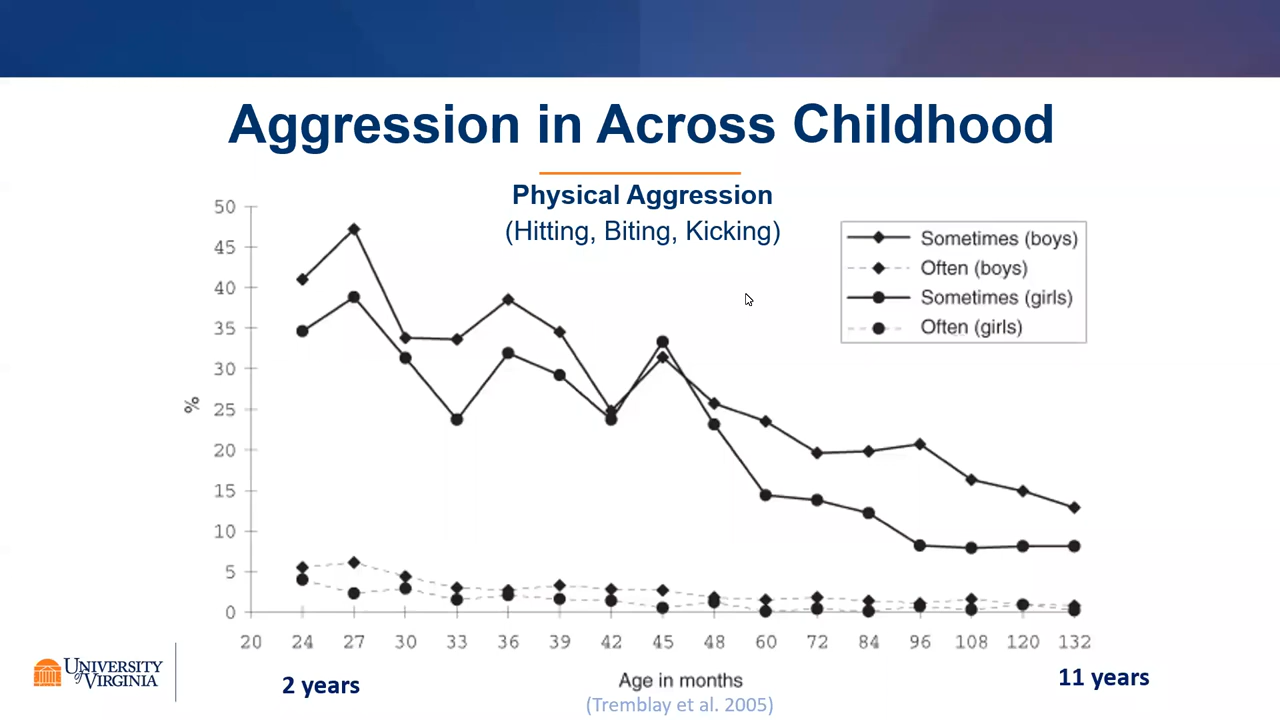 Aggression in Across Childhood
Physical Aggression
(Hitting, Biting, Kicking)
50
45
40
35
30
25
20
15
10
5
0
%
Sometimes (boys)
Often (boys)
Sometimes (girls)
Often (girls)
20 24 27 30 33 36 39 42 45 48 60 72 84 96 108 120 132
2 years
Age in months
11 years
(Tremblay et al. 2005)
UNIVERSITY
of VIRGINIA